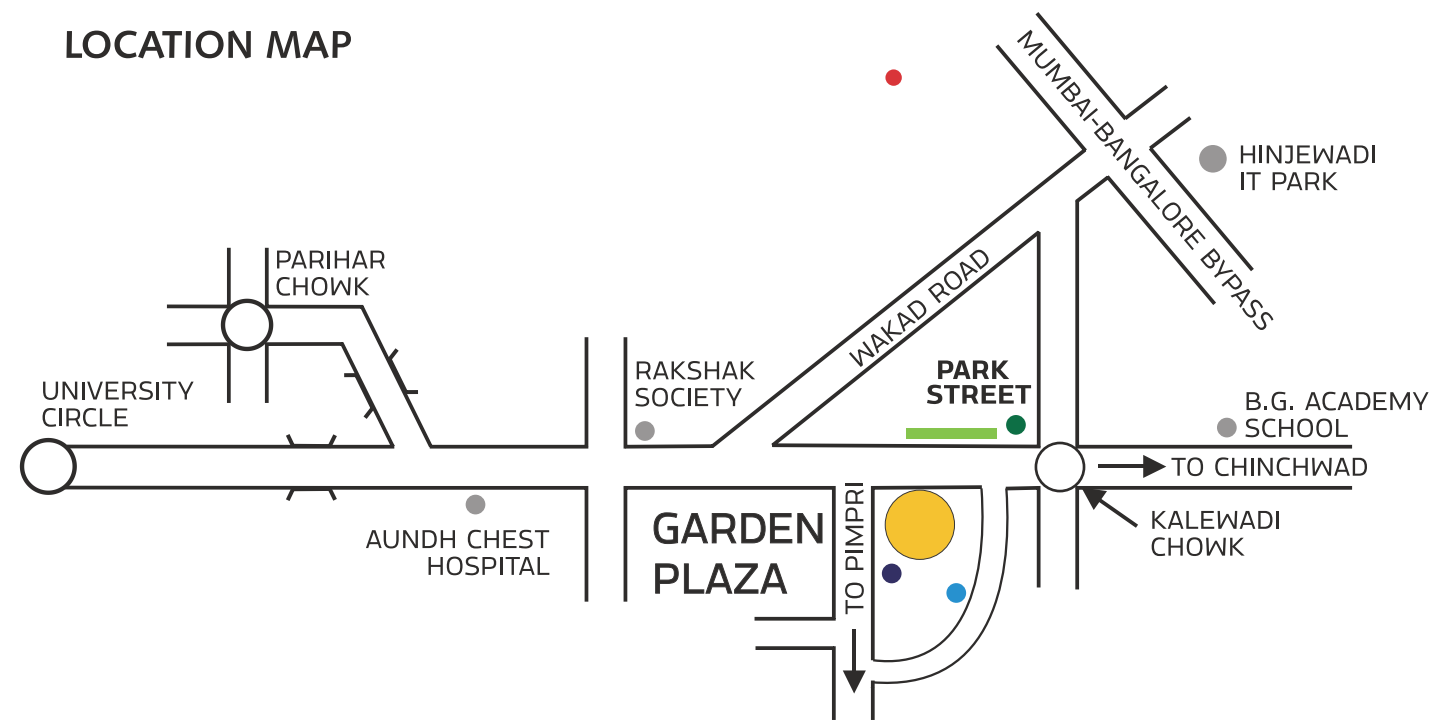 LOCATION MAP
MUMBAI-BANGALORE BYPASS
HINJEWADI
IT PARK
PARIHAR
CHOWK
WAKAD ROAD
UNIVERSITY
CIRCLE
RAKSHAK
SOCIETY
PARK
STREET
B.G. ACADEMY
SCHOOL
TO CHINCHWAD
AUNDH CHEST
HOSPITAL
GARDEN
PLAZA
TO PIMPRI
KALEWADI
CHOWK